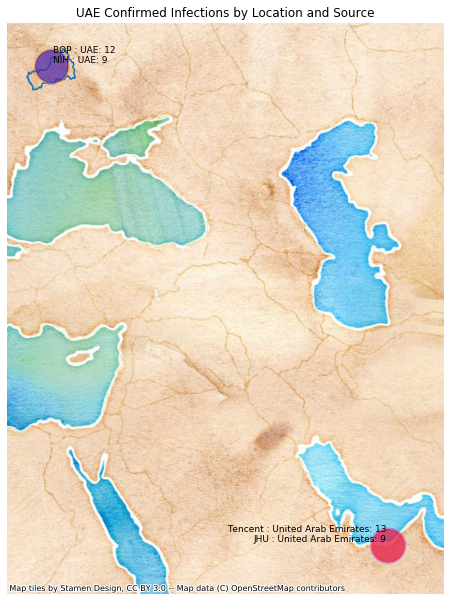 UAE Confirmed Infections by Location and Source
BOP : UAE: 12
NIH : UAE: 9
Tencent : United Arab Emirates: 13
JHU : United Arab Emirates: 9
Map tiles by Stamen Design, CC BY 3.0 -- Map data (C) OpenStreetMap contributors